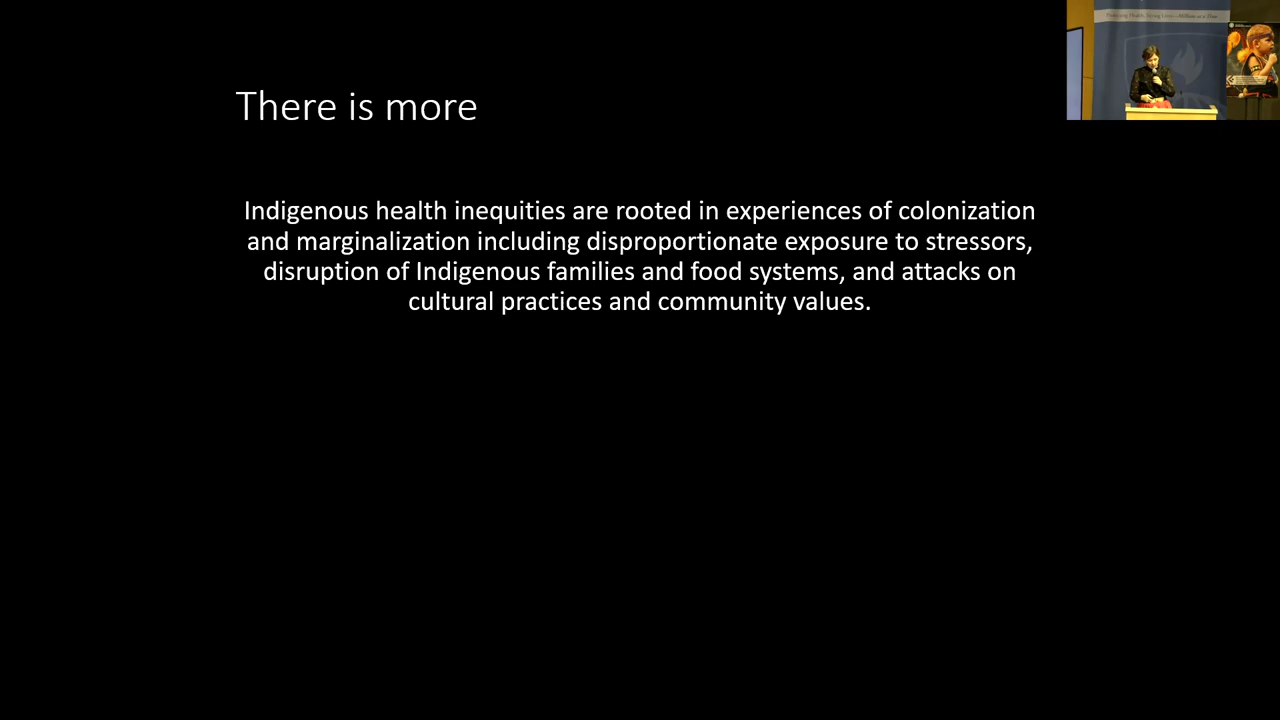 There is more
Indigenous health inequities are rooted in experiences of colonization
and marginalization including disproportionate exposure to stressors,
disruption of Indigenous families and food systems, and attacks on
cultural practices and community values.